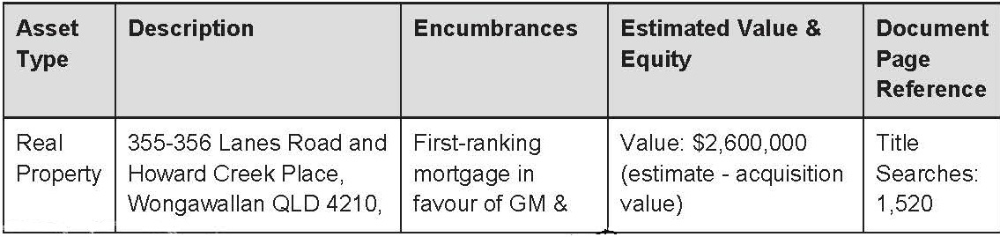 Asset Type
Description
Encumbrances
Estimated Value & Equity
Document Page Reference
Real Property
355-356 Lanes Road and
Howard Creek Place,
Wongawallan QLD 4210,
First-ranking
mortgage in
favour of GM &
Value: $2,600,000
(estimate - acquisition
value)
Title
Searches:
1,520